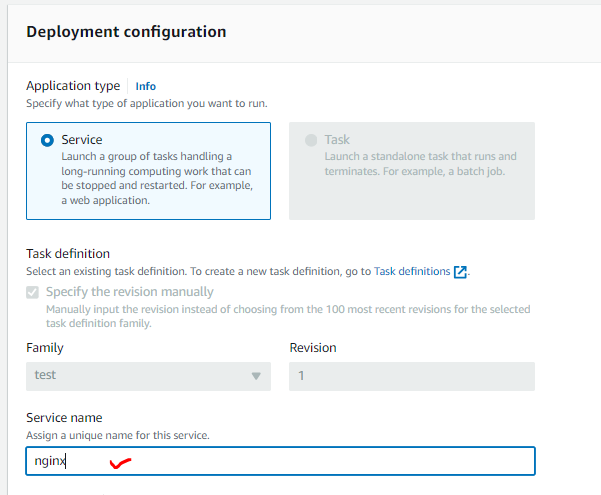 Deployment configuration
Application type Info
Specify what type of application you want to run.
Service
Launch a group of tasks handling a
long-running computing work that can
be stopped and restarted. For example,
a web application.
Task
Launch a standalone task that runs and
terminates. For example, a batch job.
Task definition
Select an existing task definition. To create a new task definition, go to Task definitions.
Specify the revision manually
Manually input the revision instead of choosing from the 100 most recent revisions for the selected
task definition family.
Family
Revision
test
1
Service name
Assign a unique name for this service.
nginx